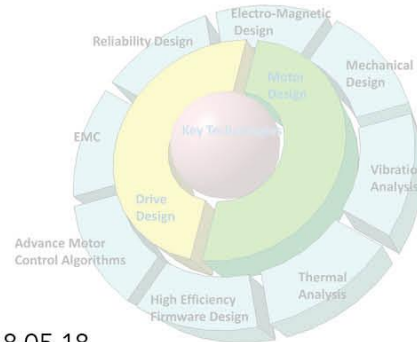 Electro-Magnetic
Design
Reliability Design
Mechanical
Design
Motor
Design
Key Technologies
EMC
Vibration
Analysis
Drive
Design
Advance Motor
Control Algorithms
Thermal
Analysis
High Efficiency
Firmware Design
8.05.18